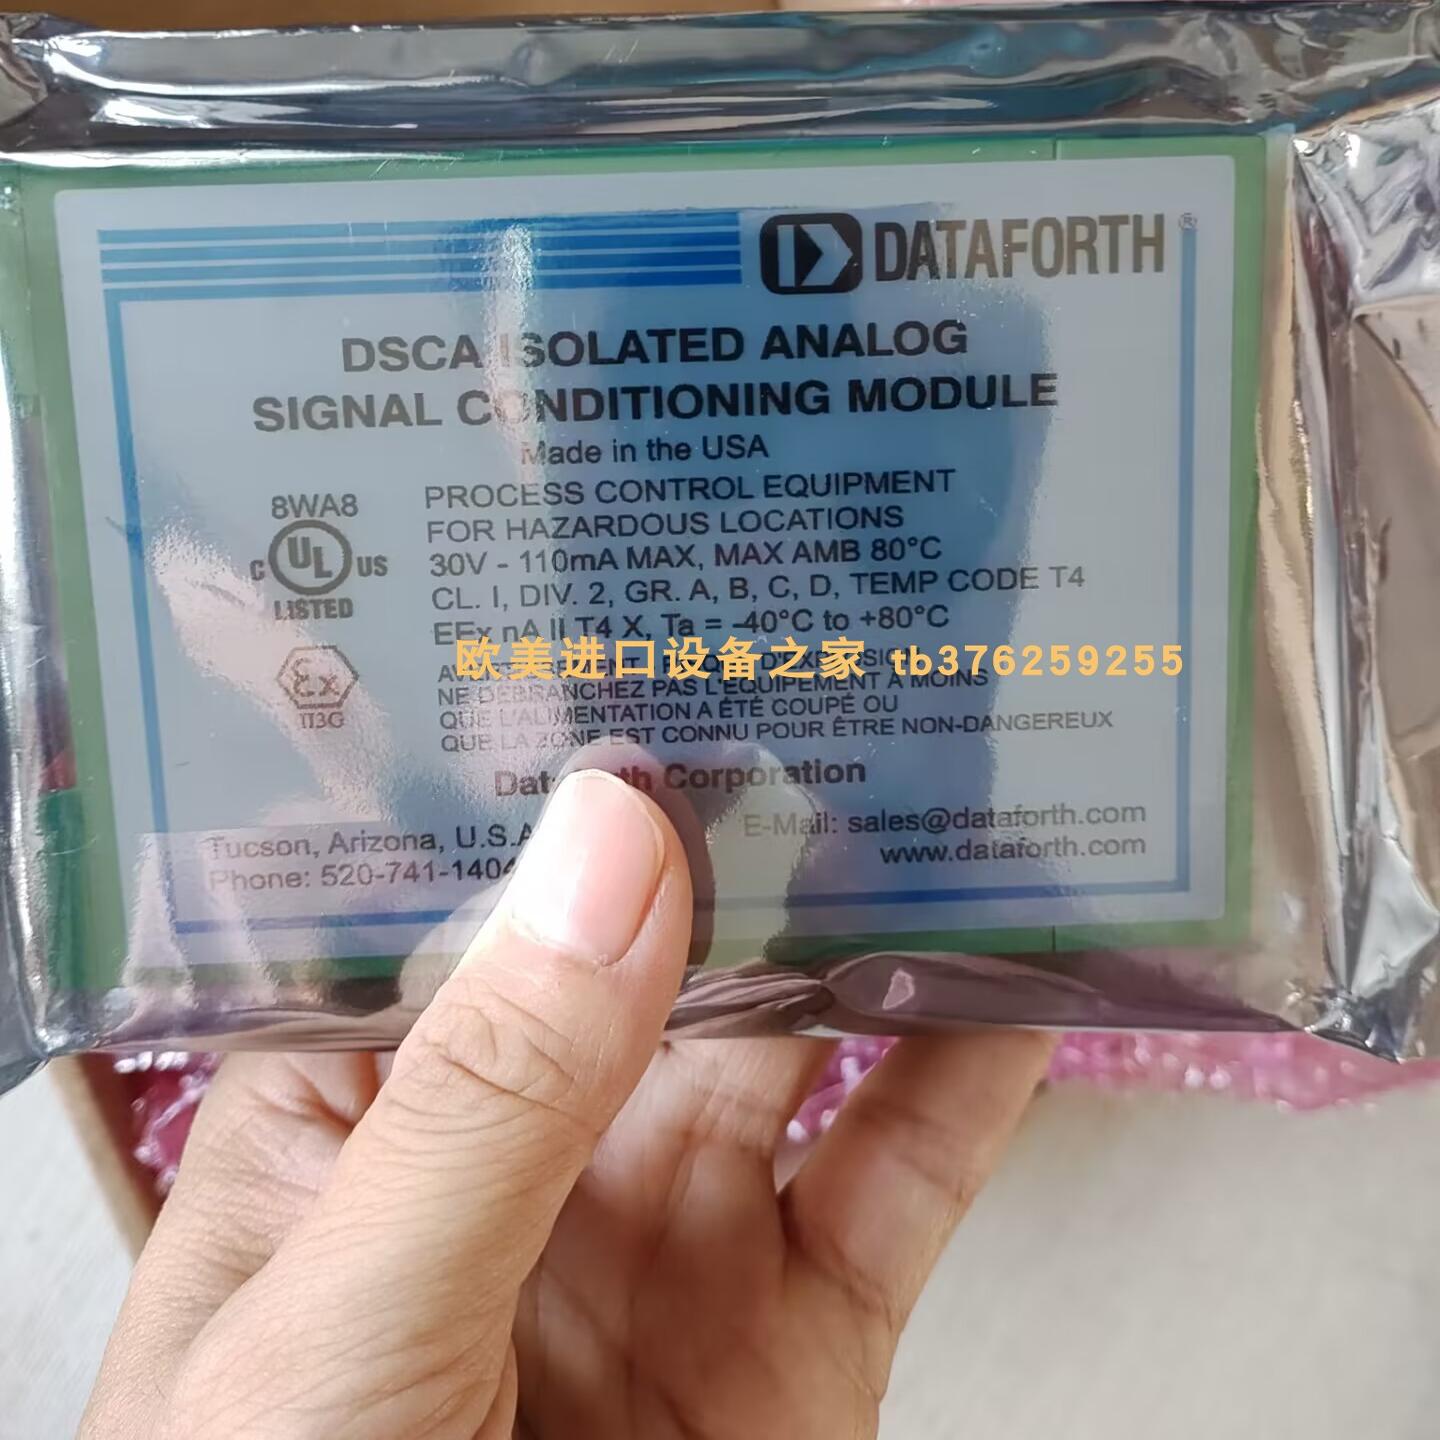 DATAFORTH®
DSCA ISOLATED ANALOG
SIGNAL CONDITIONING MODULE
Made in the USA
8WA8
C UL US
LISTED
PROCESS CONTROL EQUIPMENT
FOR HAZARDOUS LOCATIONS
30V - 110mA MAX, MAX AMB 80°C
CL. I, DIV. 2, GR. A, B, C, D, TEMP CODE T4
EEx nA II T4 X, Ta = -40°C to +80°C
Ex
II3G
欧美进口设备之家 tb376259255
NE DEBRANCHEZ PAS L'EQUIPEMENT A MOINS
QUE L'ALIMENTATION A ÉTÉ COUPÉ OU
QUE LA ZONE EST CONNU POUR ÊTRE NON-DANGEREUX
Corporation
Tucson, Arizona, U.S.A
Phone: 520-741-1404
E-Mail: sales@dataforth.com
www.dataforth.com